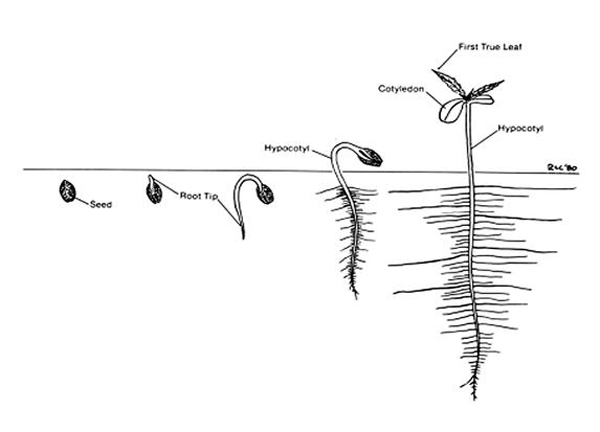 First True Leaf
Cotyledon
Hypocotyl
Hypocotyl
Seed
Root Tip